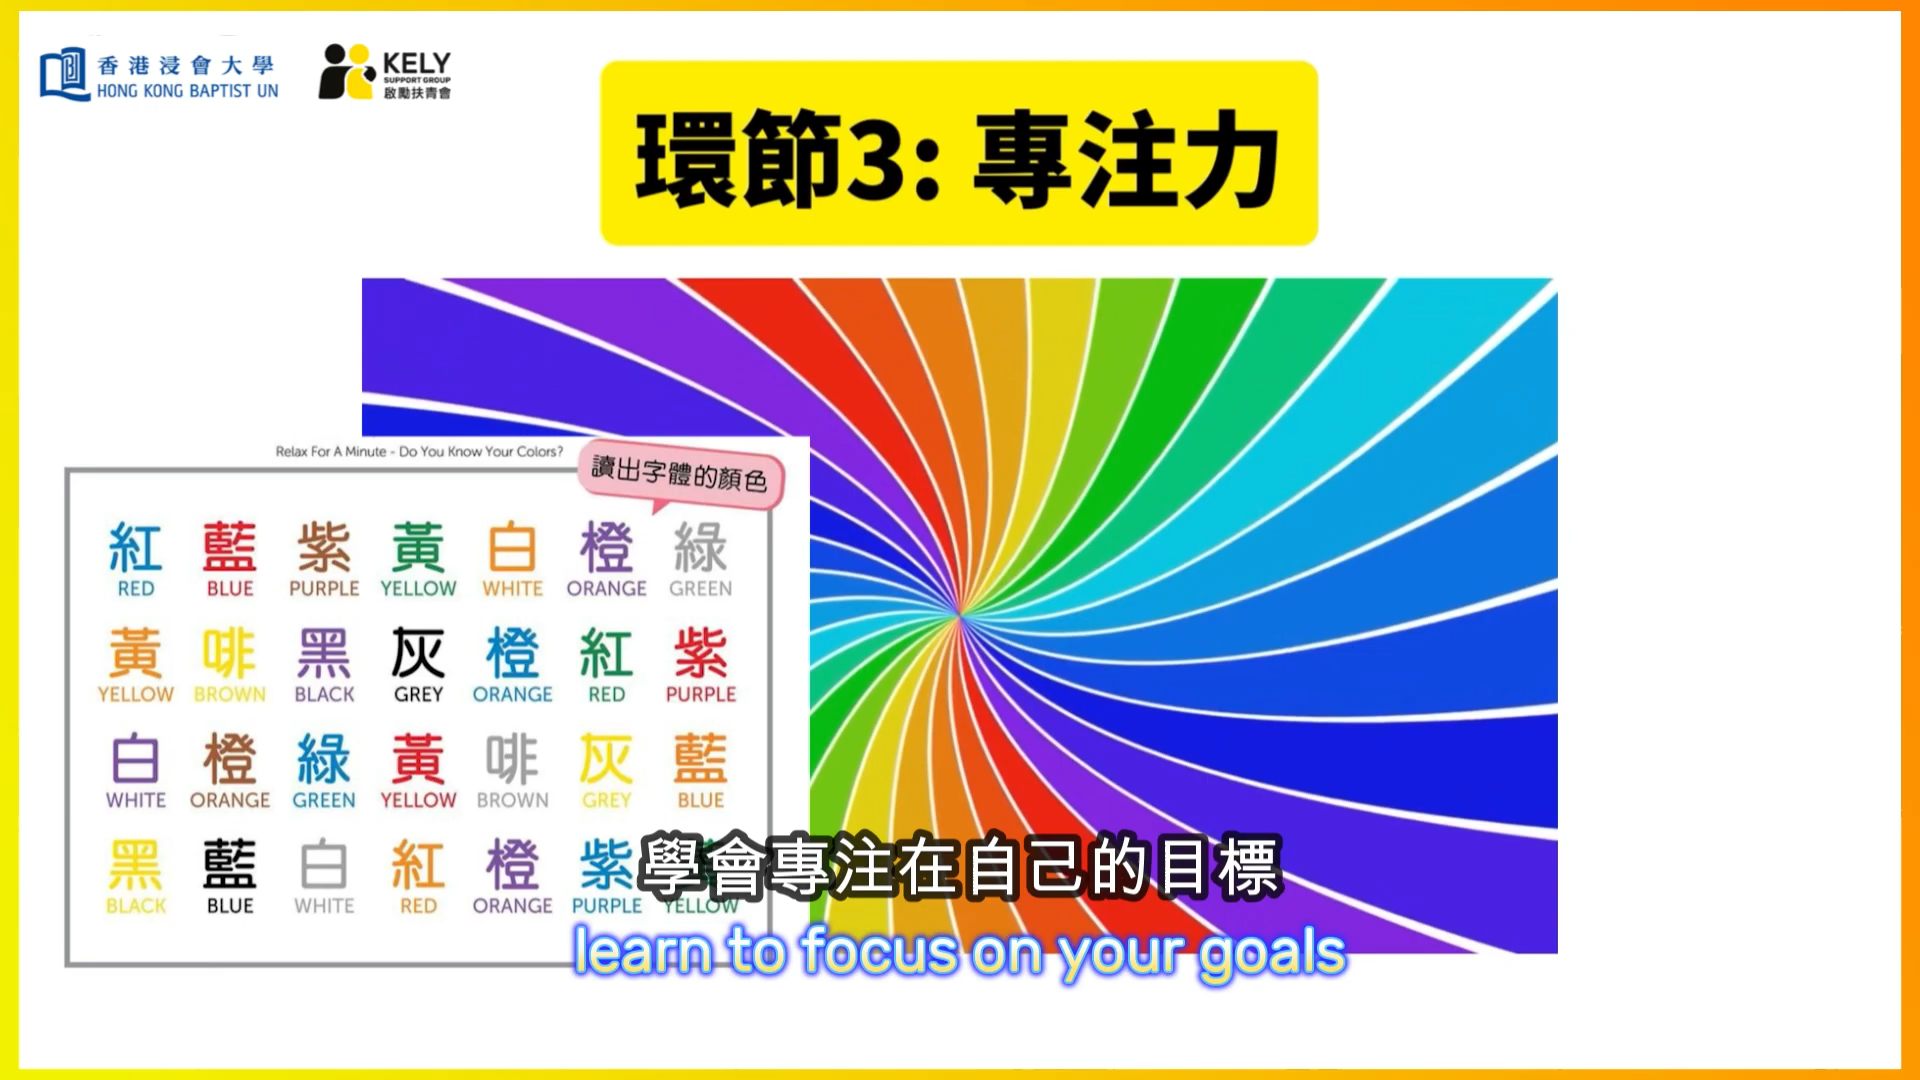 香港浸會大學
HONG KONG BAPTIST UN
KELY
SUPPORT GROUP
啟勵扶青會
環節3: 專注力
Relax For A Minute - Do You Know Your Colors?
讀出字體的顏色
紅 藍 紫 黃 白 橙 綠
RED BLUE PURPLE YELLOW WHITE ORANGE GREEN
黃 啡 黑 灰 橙 紅 紫
YELLOW BROWN BLACK GREY ORANGE RED PURPLE
白 橙 綠 黃 啡 灰 藍
WHITE ORANGE GREEN YELLOW BROWN GREY BLUE
黑 藍 白 紅 橙 紫
BLACK BLUE WHITE RED ORANGE PURPLE YELLOW
學會專注在自己的目標
learn to focus on your goals